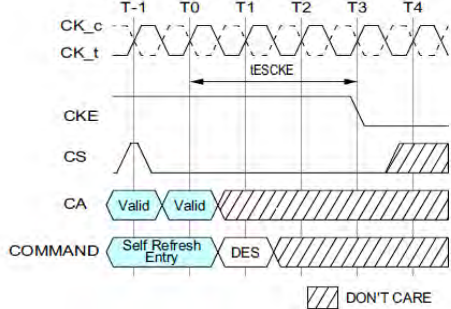 T-1 T0 T1 T2 T3 T4
CK_c
CK_t
tESCKE
CKE
CS
CA Valid Valid
COMMAND Self Refresh
Entry DES
DON'T CARE